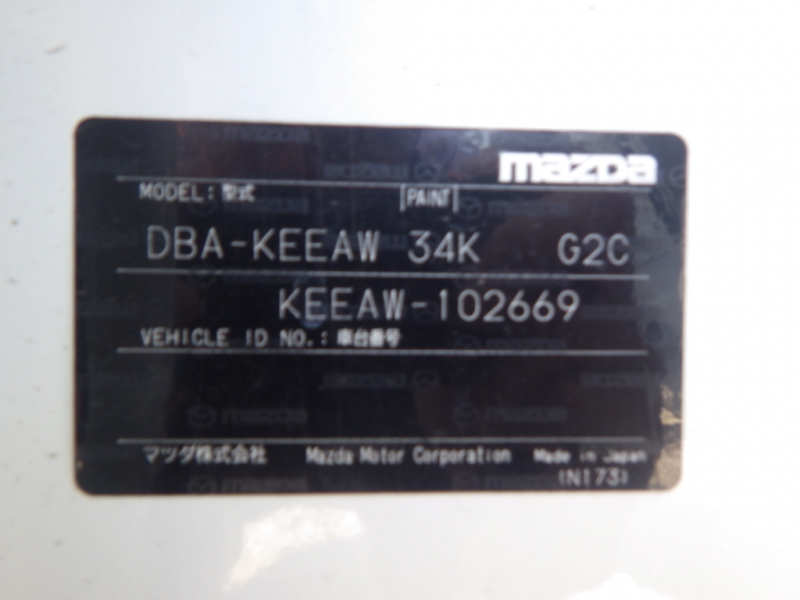 mazda
MODEL: 型式 [PAINT]
DBA-KEEAW 34K G2C
KEEAW-102669
VEHICLE ID NO.: 車台番号
マツダ株式会社 Mazda Motor Corporation Made in Japan
(N173)